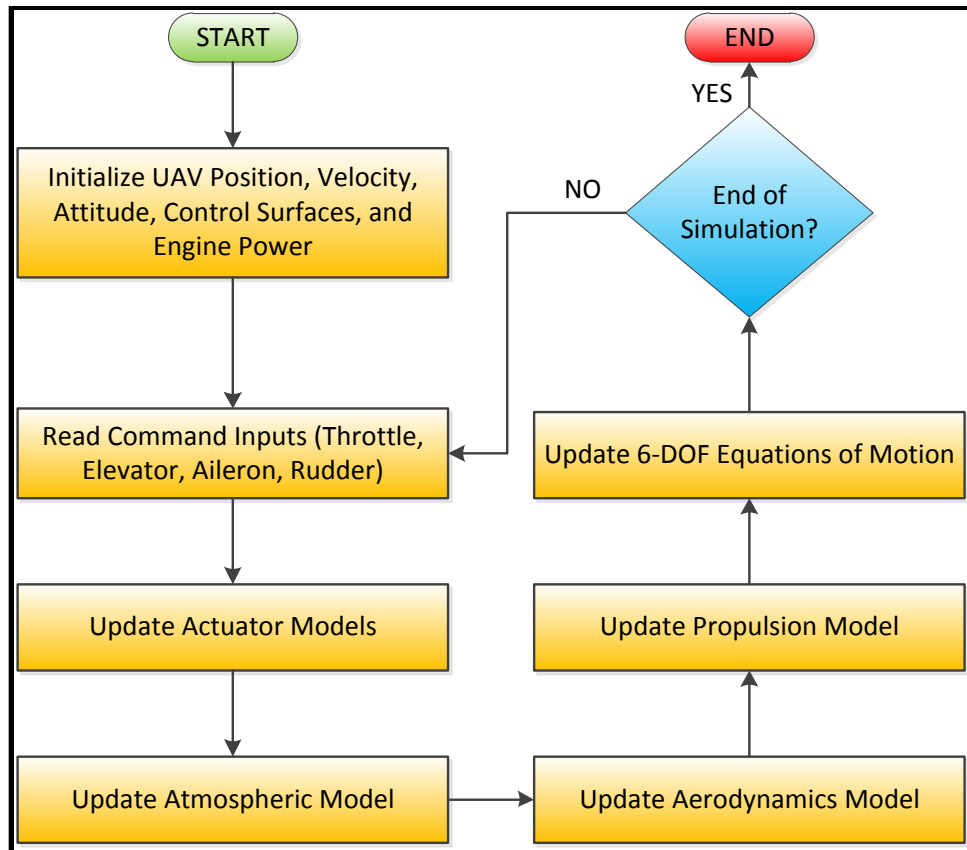 START
Initialize UAV Position, Velocity,
Attitude, Control Surfaces, and
Engine Power
Read Command Inputs (Throttle,
Elevator, Aileron, Rudder)
Update Actuator Models
Update Atmospheric Model
Update Aerodynamics Model
Update Propulsion Model
Update 6-DOF Equations of Motion
End of
Simulation?
NO
YES
END